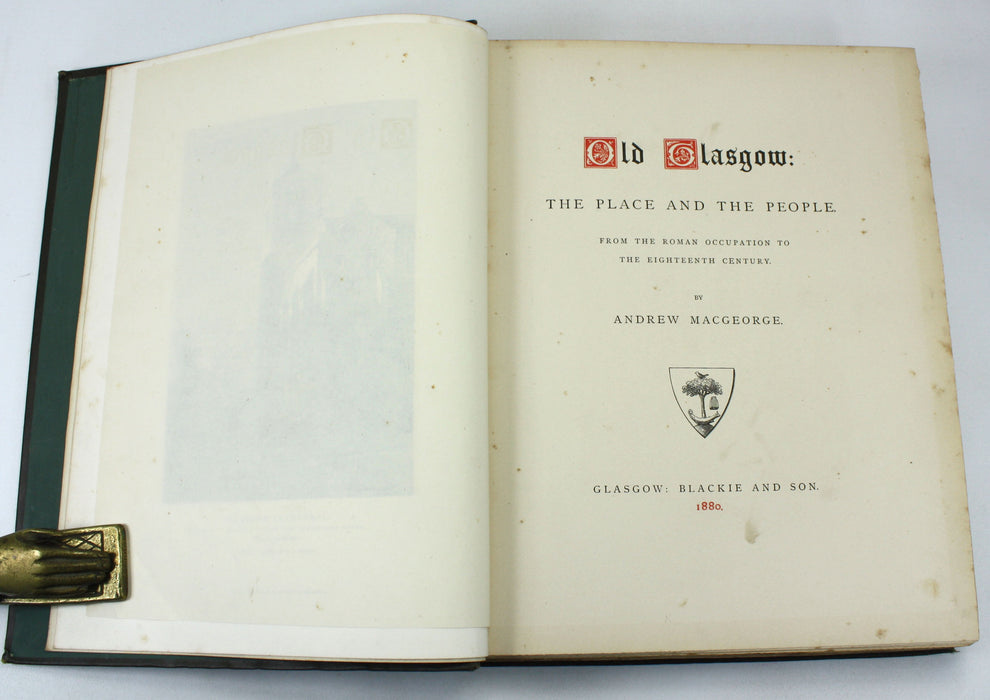 Old Glasgow:
THE PLACE AND THE PEOPLE.
FROM THE ROMAN OCCUPATION TO
THE EIGHTEENTH CENTURY.
BY
ANDREW MACGEORGE.
GLASGOW: BLACKIE AND SON.
1880.